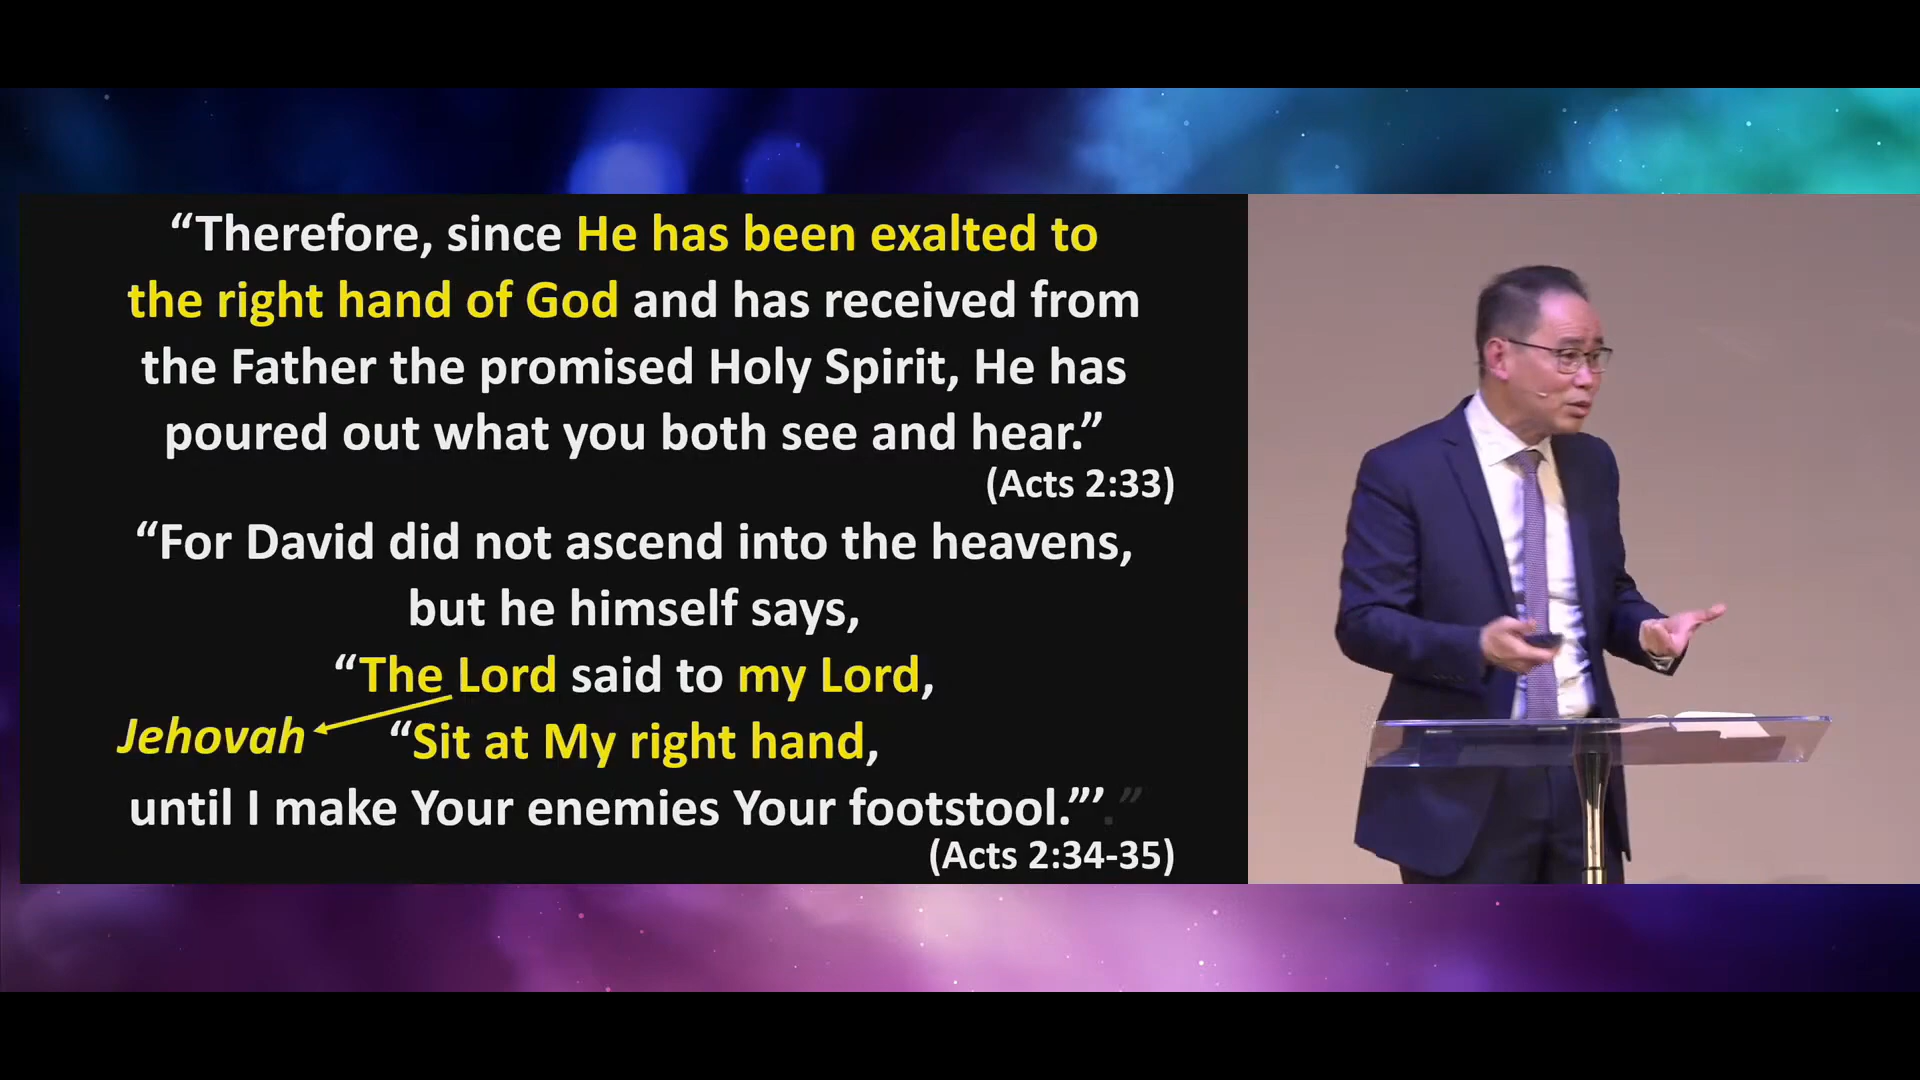 “Therefore, since He has been exalted to
the right hand of God and has received from
the Father the promised Holy Spirit, He has
poured out what you both see and hear.”
(Acts 2:33)
“For David did not ascend into the heavens,
but he himself says,
“The Lord said to my Lord,
Jehovah “Sit at My right hand,
until I make Your enemies Your footstool.”’.”
(Acts 2:34-35)